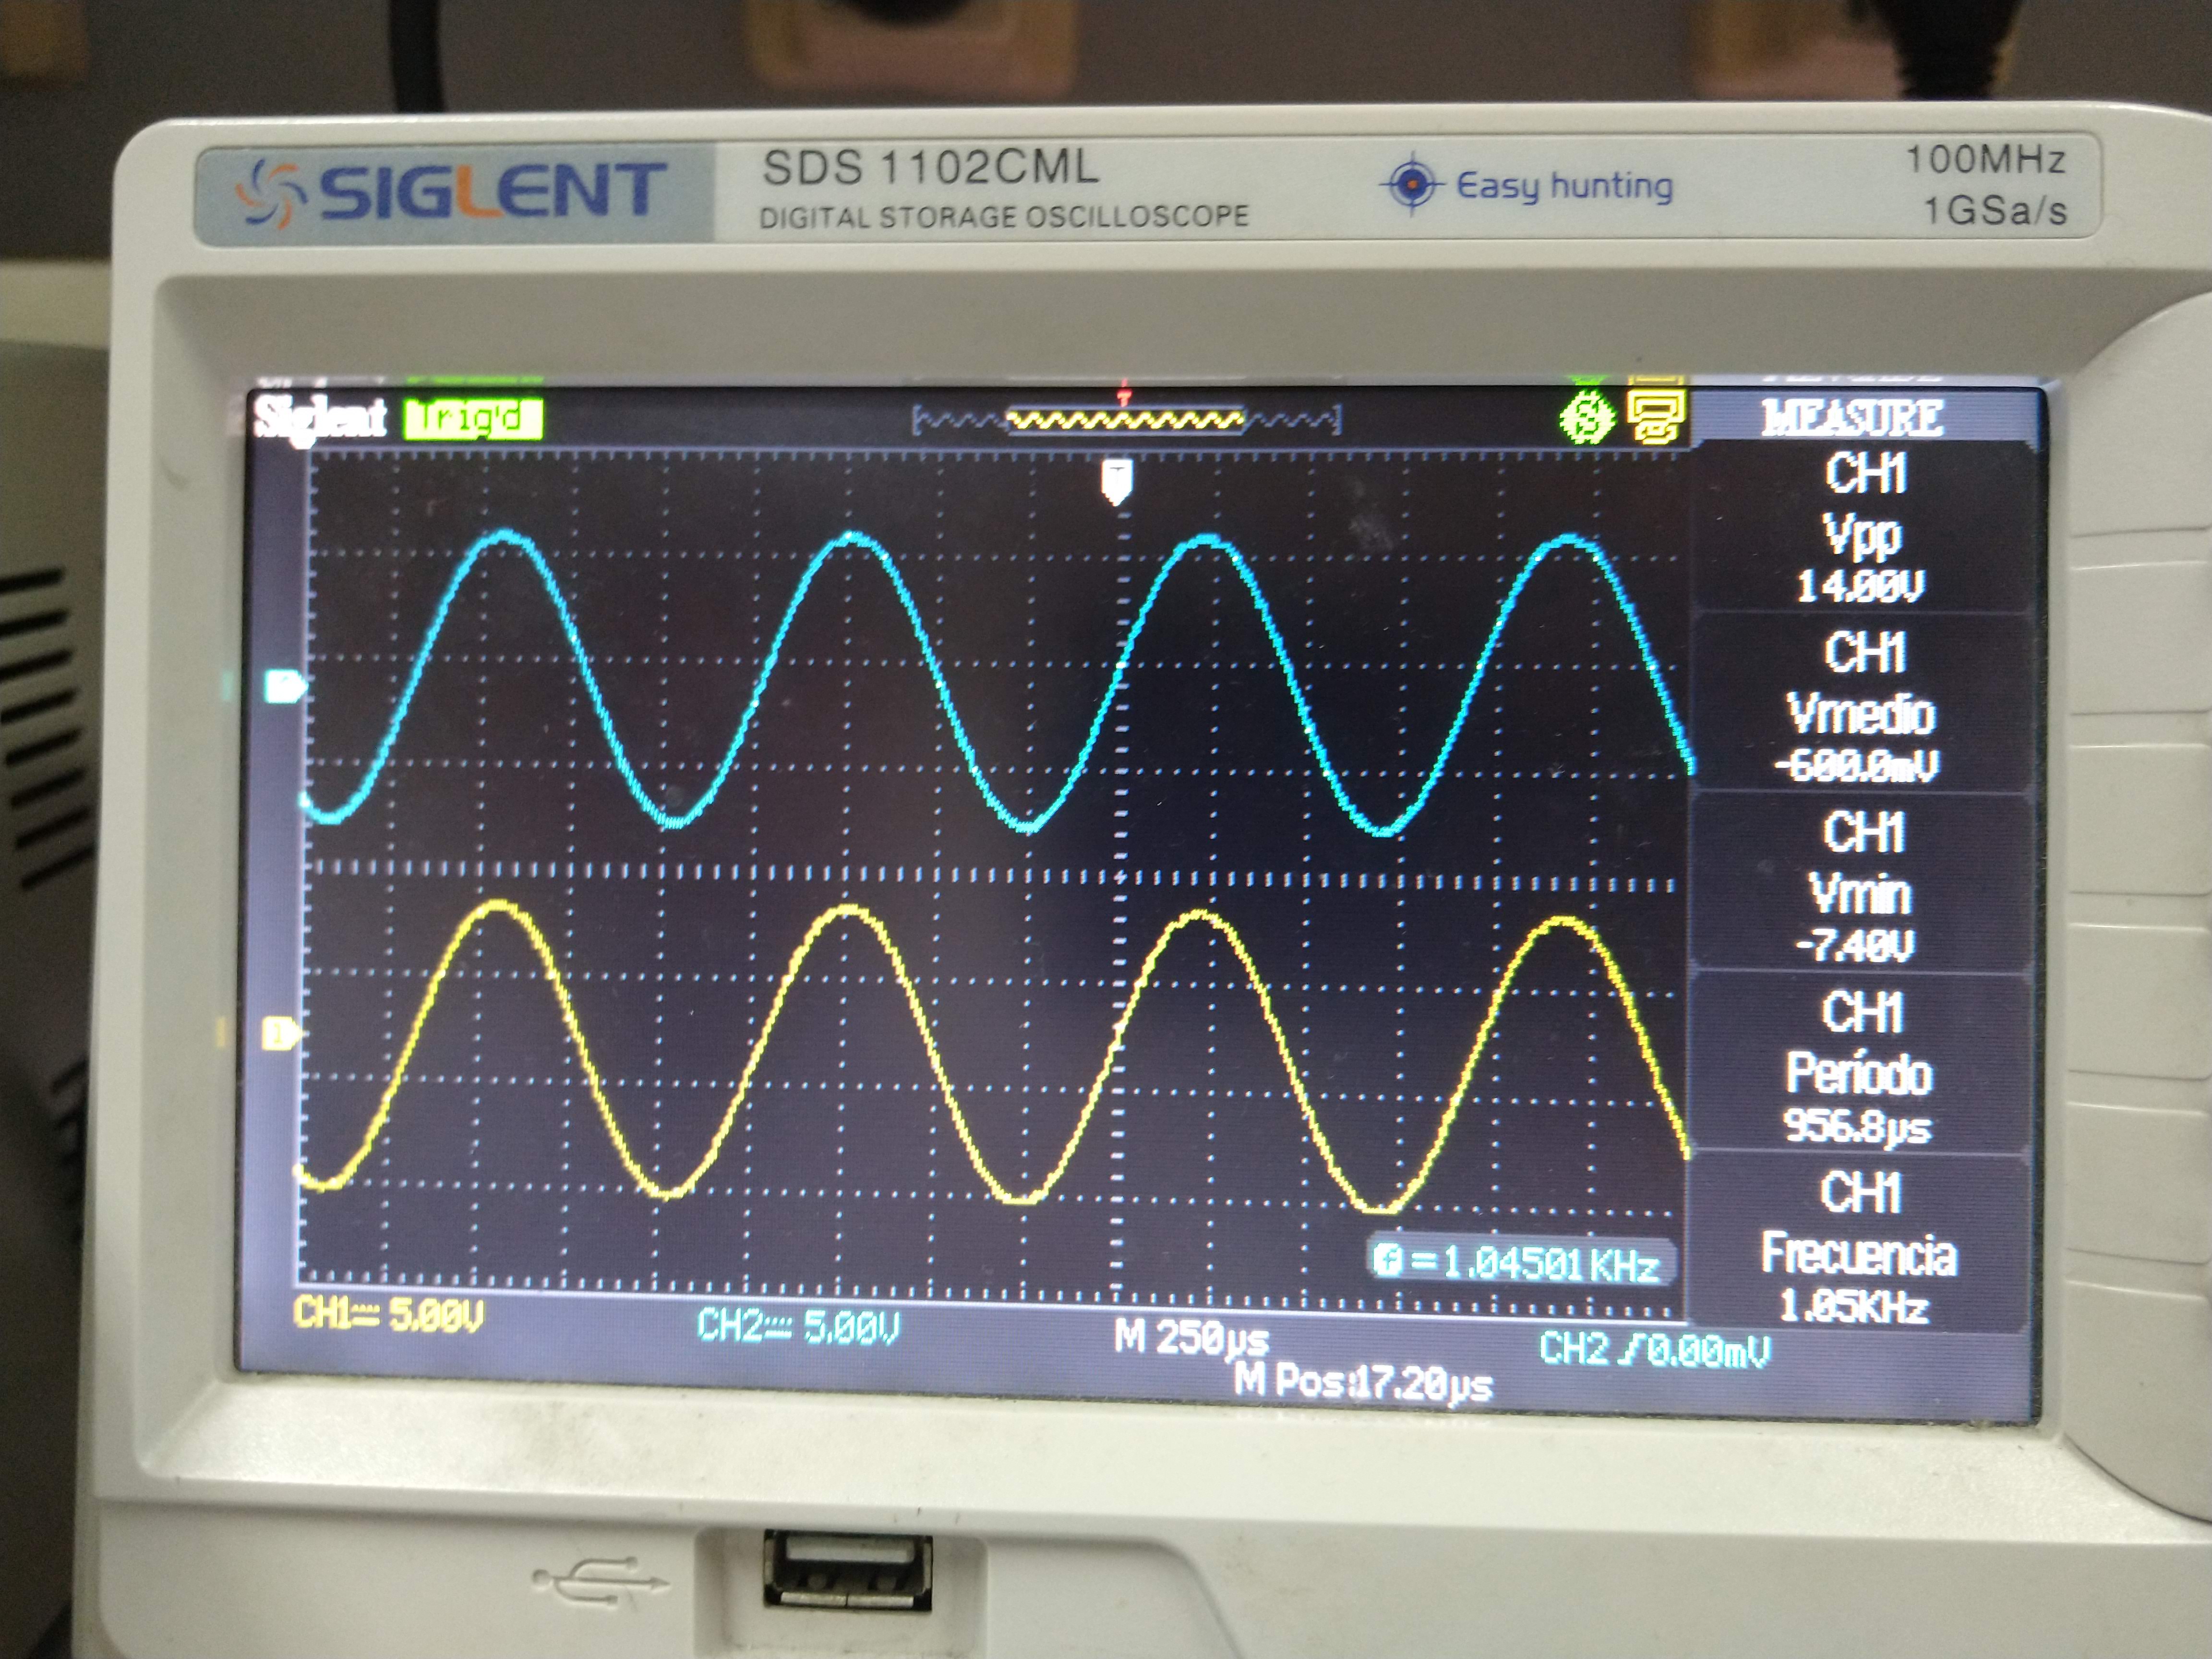 SIGLENT SDS 1102CML Easy hunting 100MHz
DIGITAL STORAGE OSCILLOSCOPE 1GSa/s
Siglent Trig'd T MEASURE
T
CH1
Vpp
14.00V
CH1
Vmedio
-600.0mV
CH1
Vmin
-7.40V
1
CH1
Período
956.8µs
CH1
Frecuencia
1.05KHz
f = 1.04501KHz
CH1 5.00V CH2 5.00V M 250µs CH2 0.00mV
M Pos:17.20µs